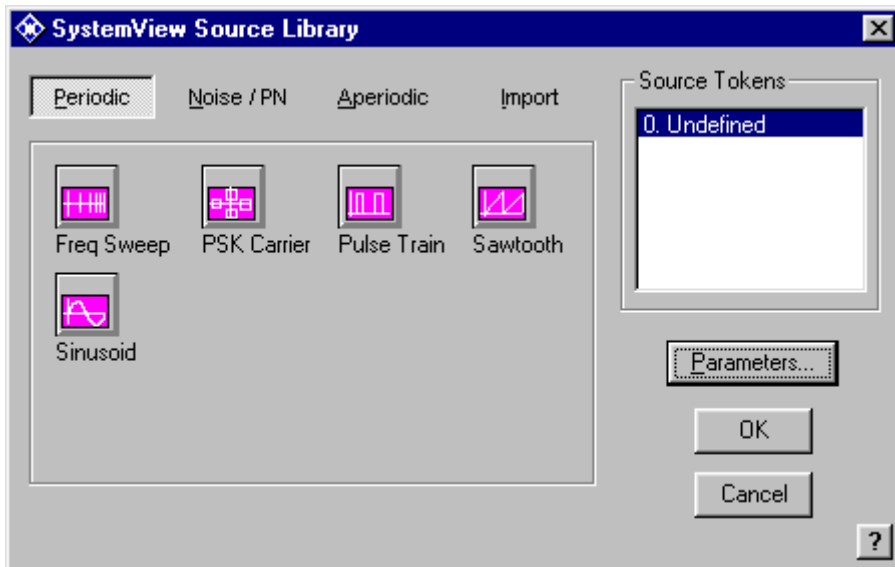 SystemView Source Library
Periodic
Noise / PN
Aperiodic
Import
Freq Sweep
PSK Carrier
Pulse Train
Sawtooth
Sinusoid
Source Tokens
0. Undefined
Parameters...
OK
Cancel
?